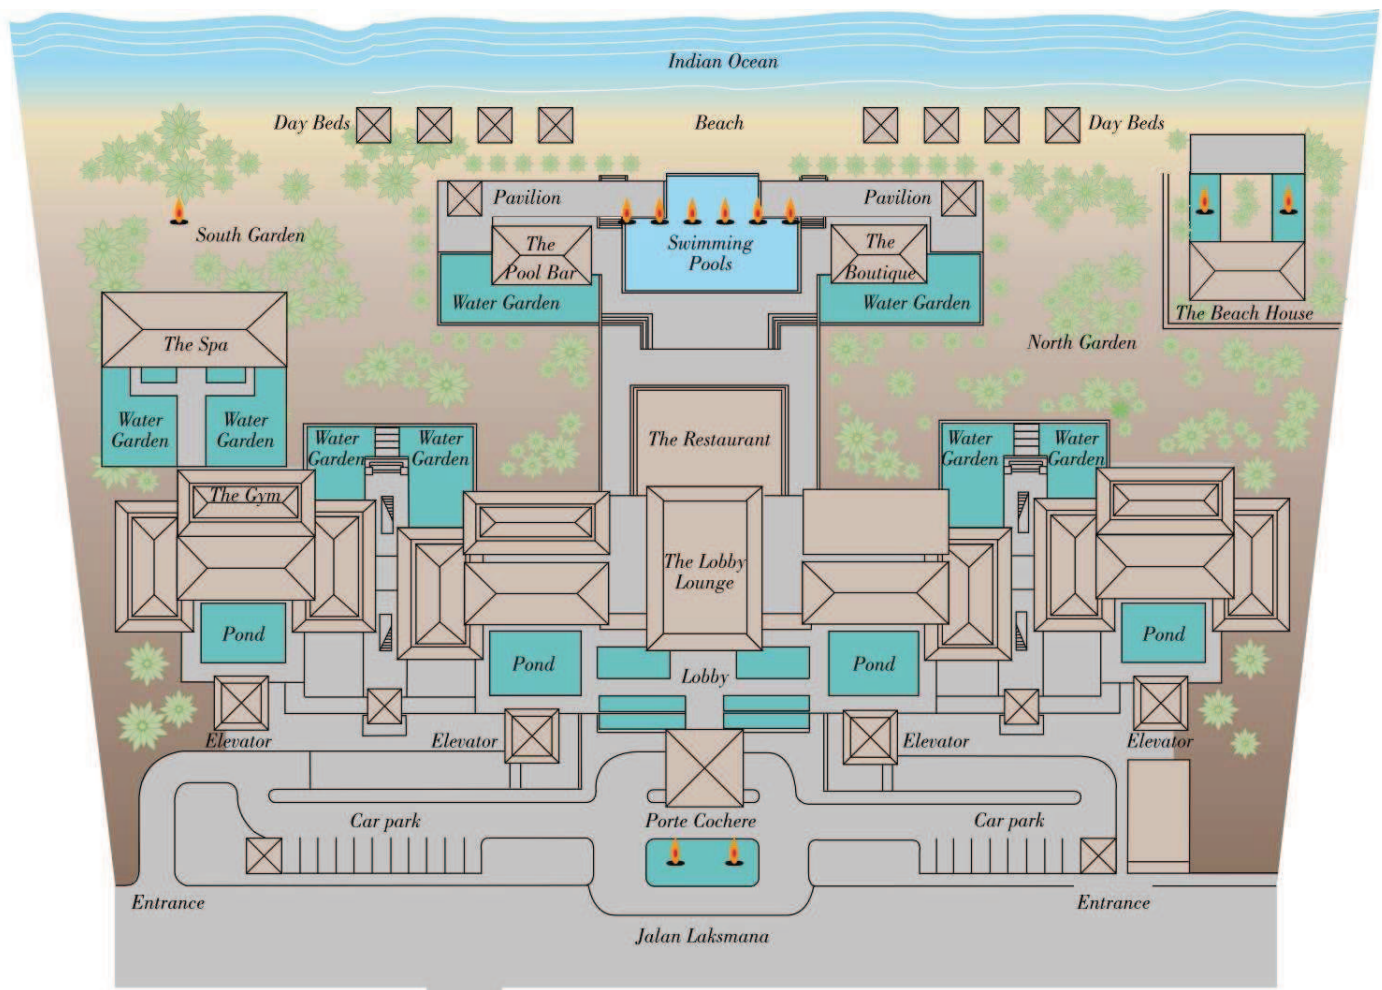 Indian Ocean
Day Beds
Beach
Day Beds
Pavilion
Pavilion
South Garden
The
Pool Bar
Swimming
Pools
The
Boutique
Water Garden
Water Garden
The Beach House
The Spa
North Garden
Water
Garden
Water
Garden
Water
Garden
Water
Garden
The Restaurant
Water
Garden
Water
Garden
The Gym
The Lobby
Lounge
Pond
Pond
Lobby
Pond
Pond
Elevator
Elevator
Elevator
Elevator
Car park
Porte Cochere
Car park
Entrance
Entrance
Jalan Laksmana